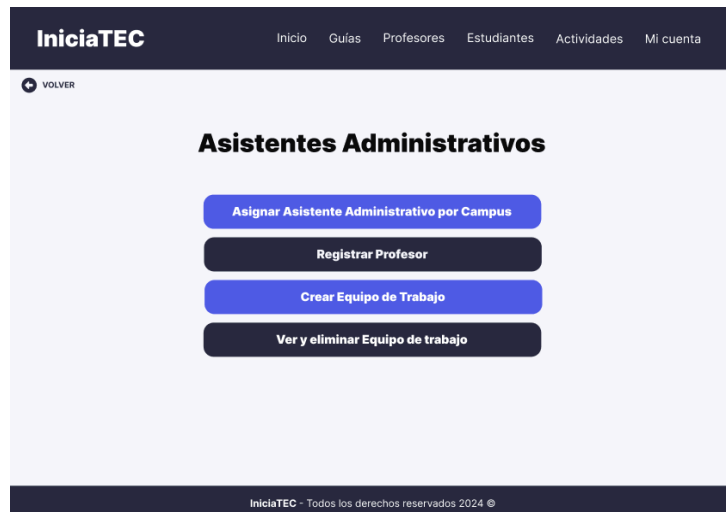 IniciaTEC Inicio Guías Profesores Estudiantes Actividades Mi cuenta
VOLVER
Asistentes Administrativos
Asignar Asistente Administrativo por Campus
Registrar Profesor
Crear Equipo de Trabajo
Ver y eliminar Equipo de trabajo
IniciaTEC - Todos los derechos reservados 2024 ©